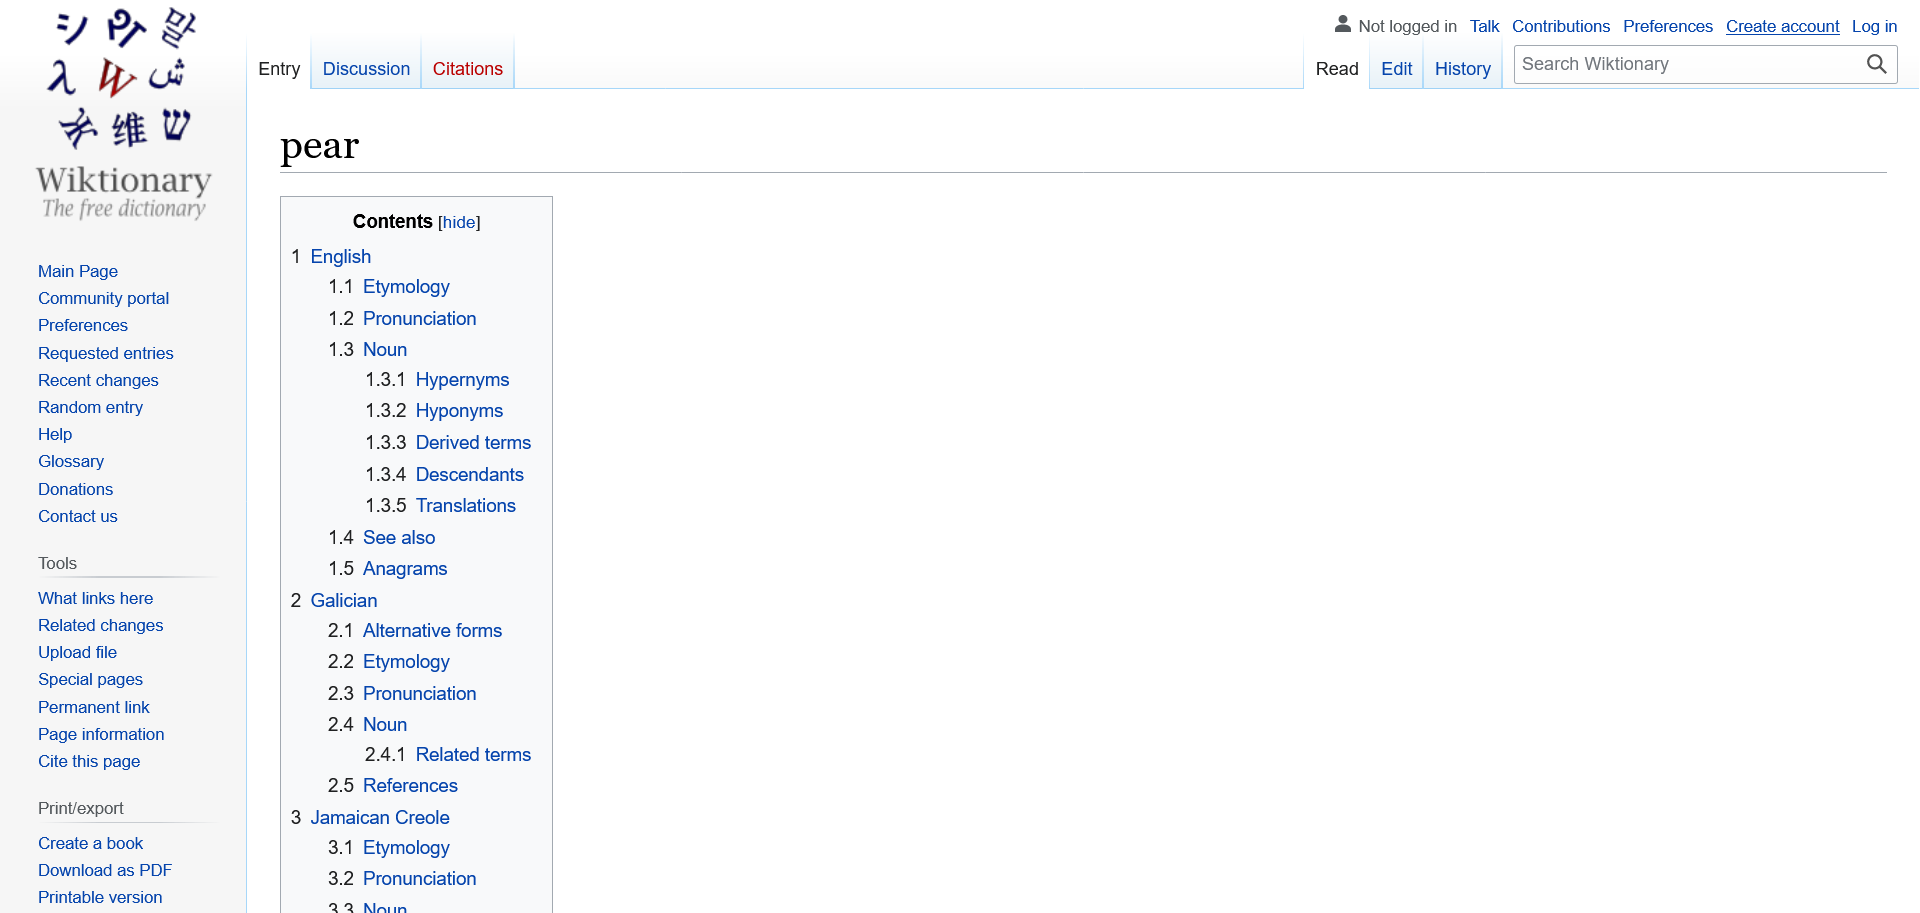 シ Վ 말
λ W ش
ጽ 维 ש
Wiktionary
The free dictionary
Not logged in Talk Contributions Preferences Create account Log in
Entry Discussion Citations
Read Edit History Search Wiktionary
pear
Contents [hide]
1 English
1.1 Etymology
1.2 Pronunciation
1.3 Noun
1.3.1 Hypernyms
1.3.2 Hyponyms
1.3.3 Derived terms
1.3.4 Descendants
1.3.5 Translations
1.4 See also
1.5 Anagrams
2 Galician
2.1 Alternative forms
2.2 Etymology
2.3 Pronunciation
2.4 Noun
2.4.1 Related terms
2.5 References
3 Jamaican Creole
3.1 Etymology
3.2 Pronunciation
3.3 Noun
Main Page
Community portal
Preferences
Requested entries
Recent changes
Random entry
Help
Glossary
Donations
Contact us
Tools
What links here
Related changes
Upload file
Special pages
Permanent link
Page information
Cite this page
Print/export
Create a book
Download as PDF
Printable version